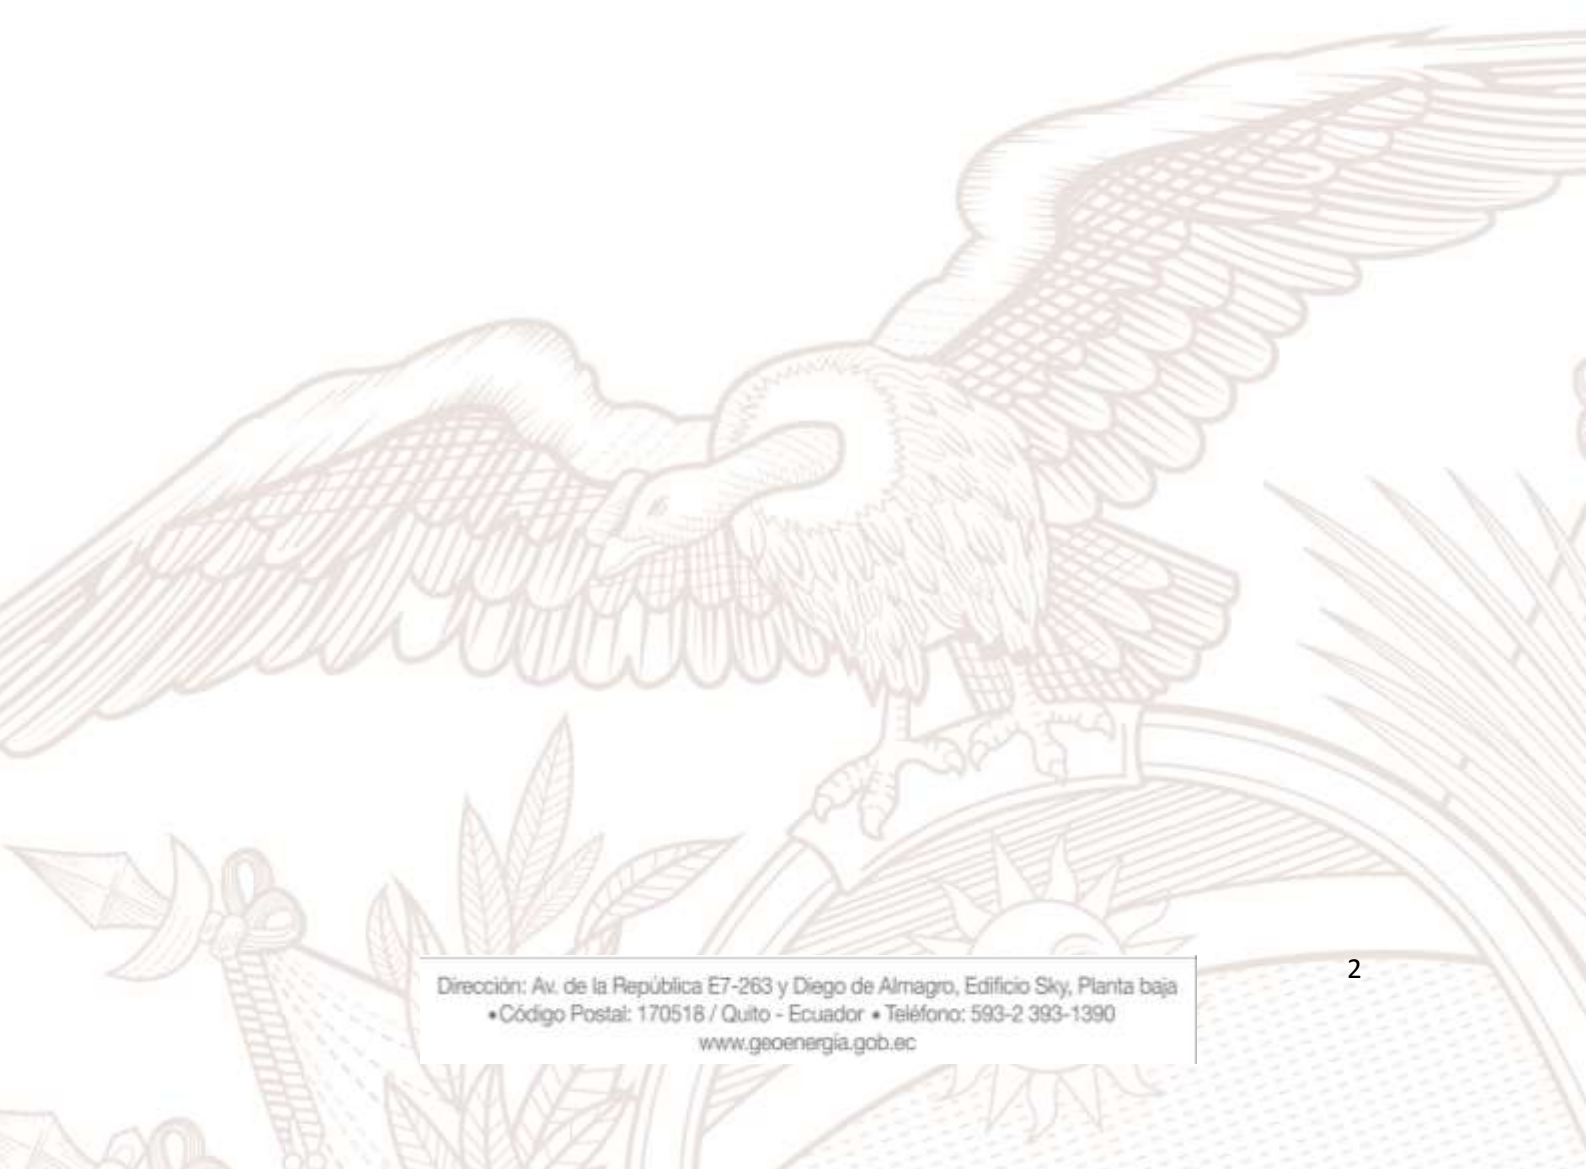 Dirección: Av. de la República E7-263 y Diego de Almagro, Edificio Sky, Planta baja
•Código Postal: 170518 / Quito - Ecuador • Teléfono: 593-2 393-1390
www.geoenergía.gob.ec
2